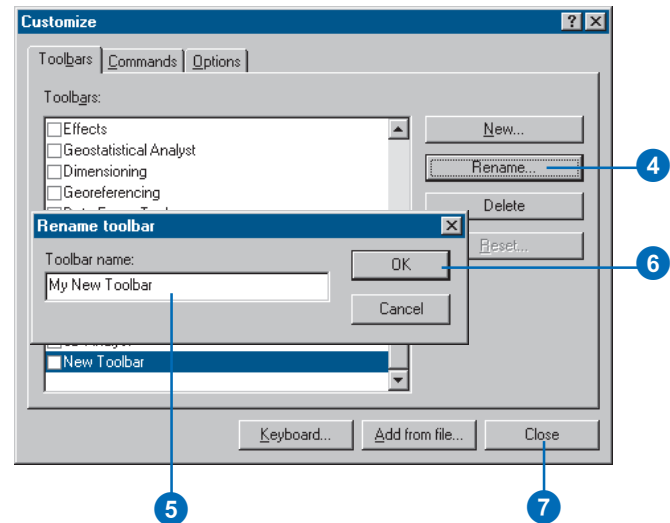 Customize
Toolbars Commands Options
Toolbars:
Effects
Geostatistical Analyst
Dimensioning
Georeferencing
New...
Rename...
Delete
Reset...
Rename toolbar
Toolbar name:
My New Toolbar
OK
Cancel
New Toolbar
Keyboard... Add from file... Close
4
6
5
7